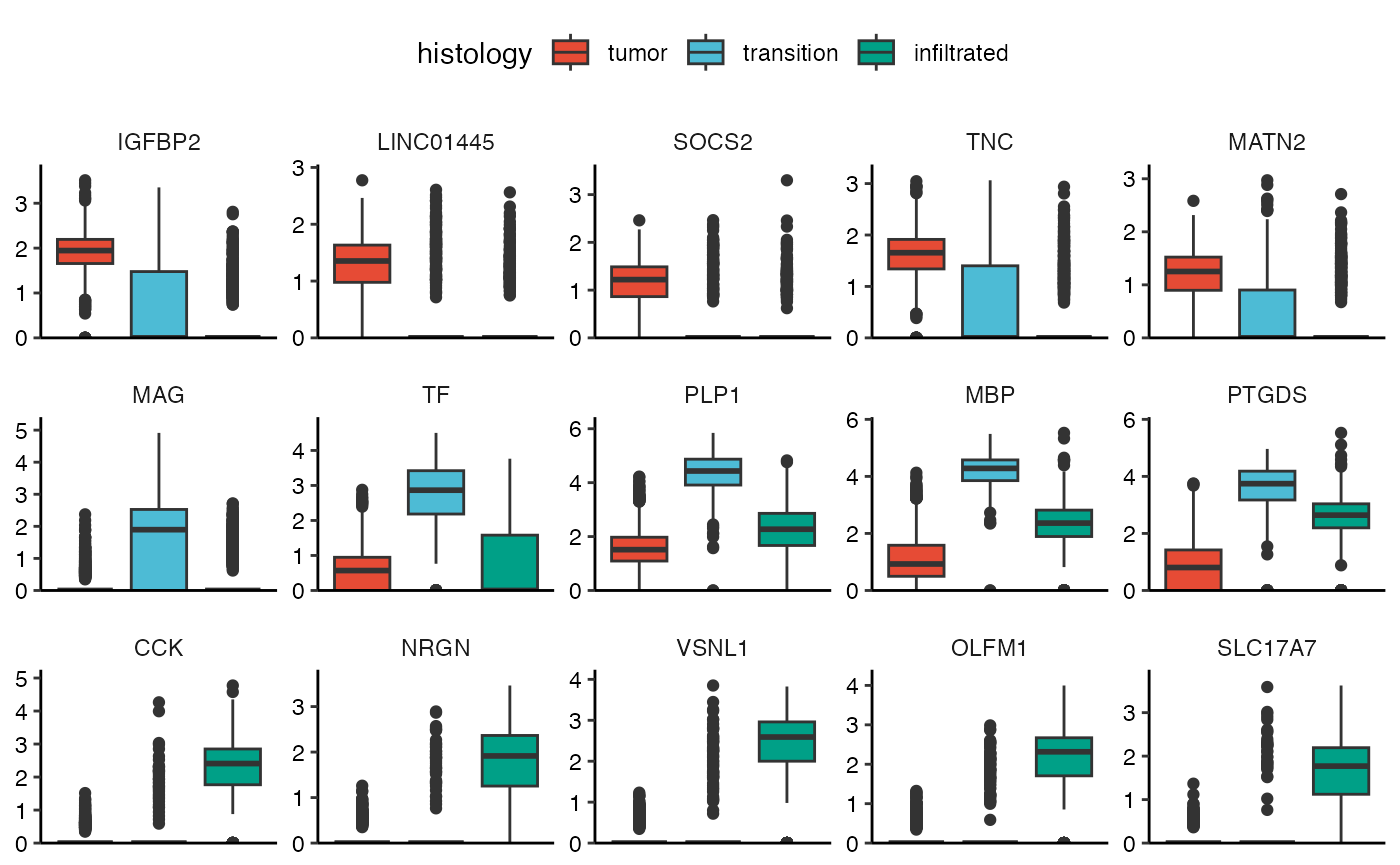 histology tumor transition infiltrated
IGFBP2 LINC01445 SOCS2 TNC MATN2
3 2 1 0
3 2 1 0
3 2 1 0
3 2 1 0
3 2 1 0
MAG TF PLP1 MBP PTGDS
5 4 3 2 1 0
4 3 2 1 0
6 4 2 0
6 4 2 0
6 4 2 0
CCK NRGN VSNL1 OLFM1 SLC17A7
5 4 3 2 1 0
3 2 1 0
4 3 2 1 0
4 3 2 1 0
3 2 1 0